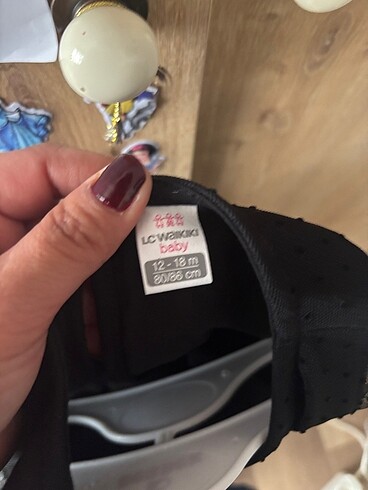 LC WAIKIKI
baby
12 - 18 m
80/86 cm